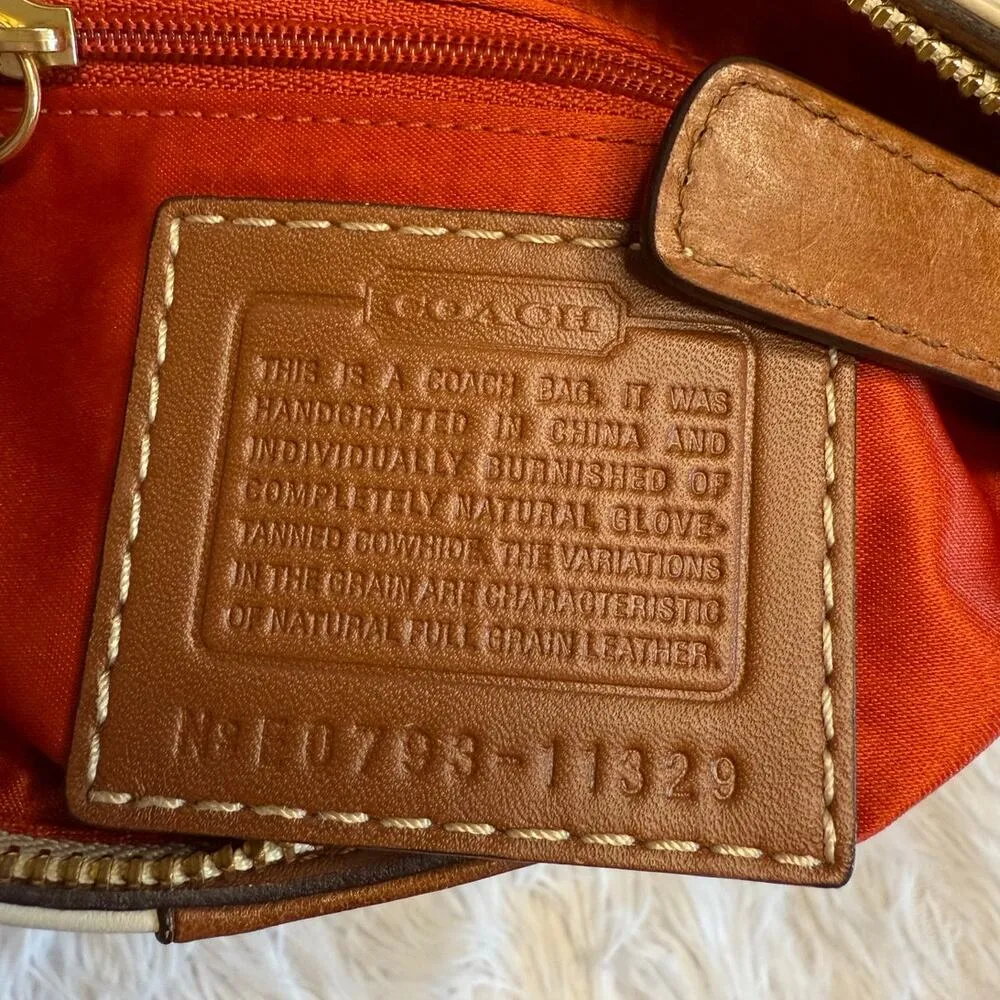 COACH
THIS IS A COACH BAG. IT WAS
HANDCRAFTED IN CHINA AND
INDIVIDUALLY BURNISHED OF
COMPLETELY NATURAL GLOVE-
TANNED COWHIDE. THE VARIATIONS
IN THE GRAIN ARE CHARACTERISTIC
OF NATURAL FULL GRAIN LEATHER.
No F0793-11329